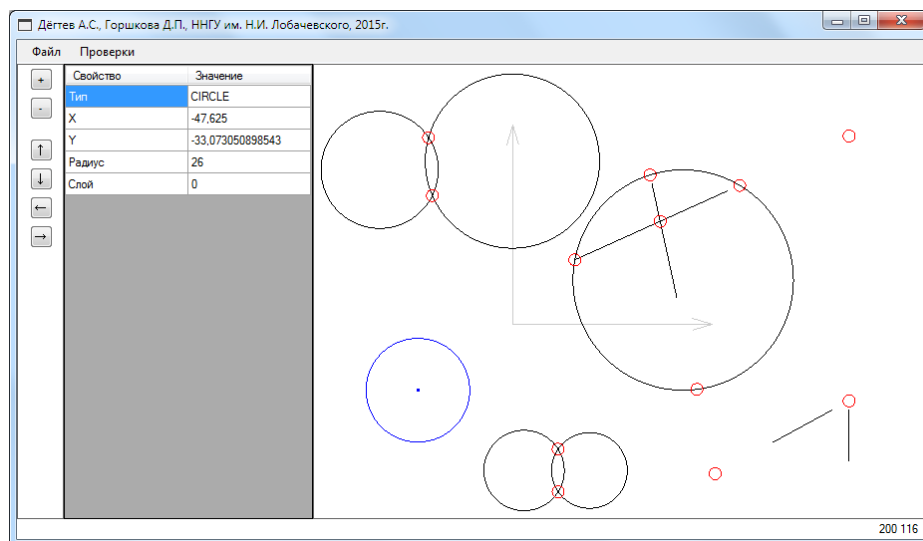 Дёгтев А.С., Горшкова Д.П., ННГУ им. Н.И. Лобачевского, 2015г.
Файл Проверки
+
-
↑
↓
←
→
Свойство Значение
Тип CIRCLE
X -47,625
Y -33,073050898543
Радиус 26
Слой 0
200 116